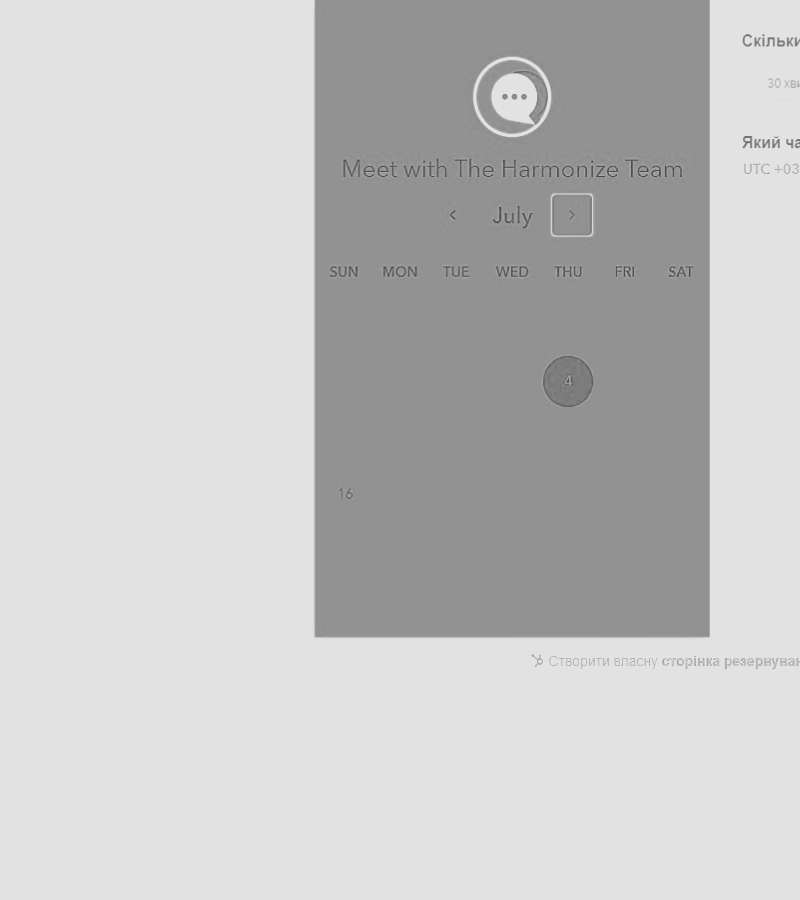 Meet with The Harmonize Team
July
SUN MON TUE WED THU FRI SAT
4
16
Скільки
30 хви
Який ча
UTC +03
Створити власну сторінка резервуван